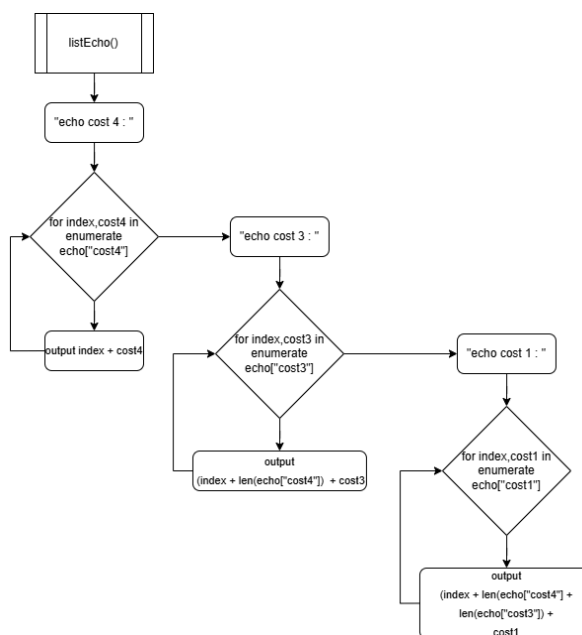 listEcho()
"echo cost 4 : "
for index,cost4 in
enumerate
echo["cost4"]
output index + cost4
"echo cost 3 : "
for index,cost3 in
enumerate
echo["cost3"]
output
(index + len(echo["cost4"])  + cost3
"echo cost 1 : "
for index,cost1 in
enumerate
echo["cost1"]
output
(index + len(echo["cost4"] +
len(echo["cost3"]) +
cost1